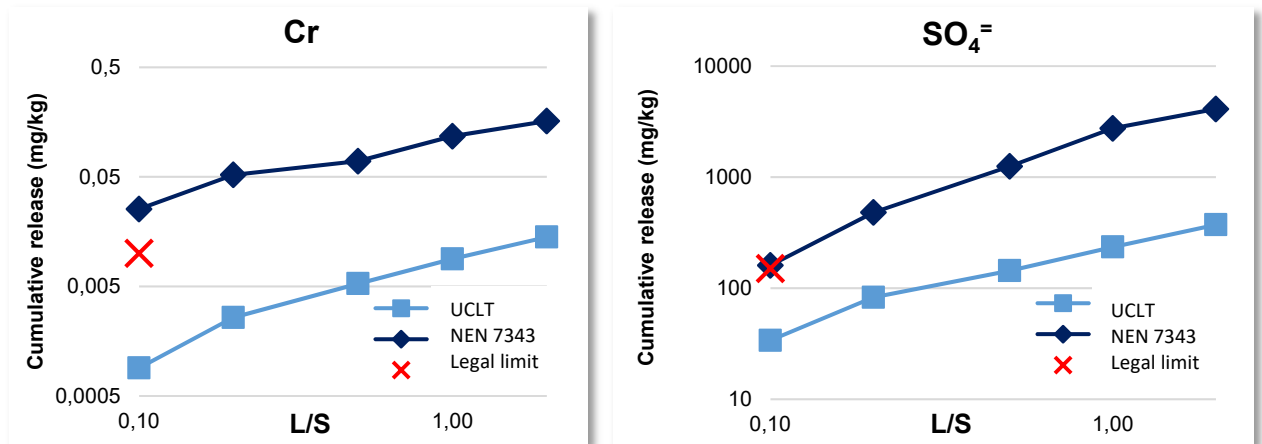 Cr
Cumulative release (mg/kg)
0,5
0,05
0,005
0,0005
0,10
L/S
1,00
UCLT
NEN 7343
Legal limit
SO₄⁼
Cumulative release (mg/kg)
10000
1000
100
10
0,10
L/S
1,00
UCLT
NEN 7343
Legal limit